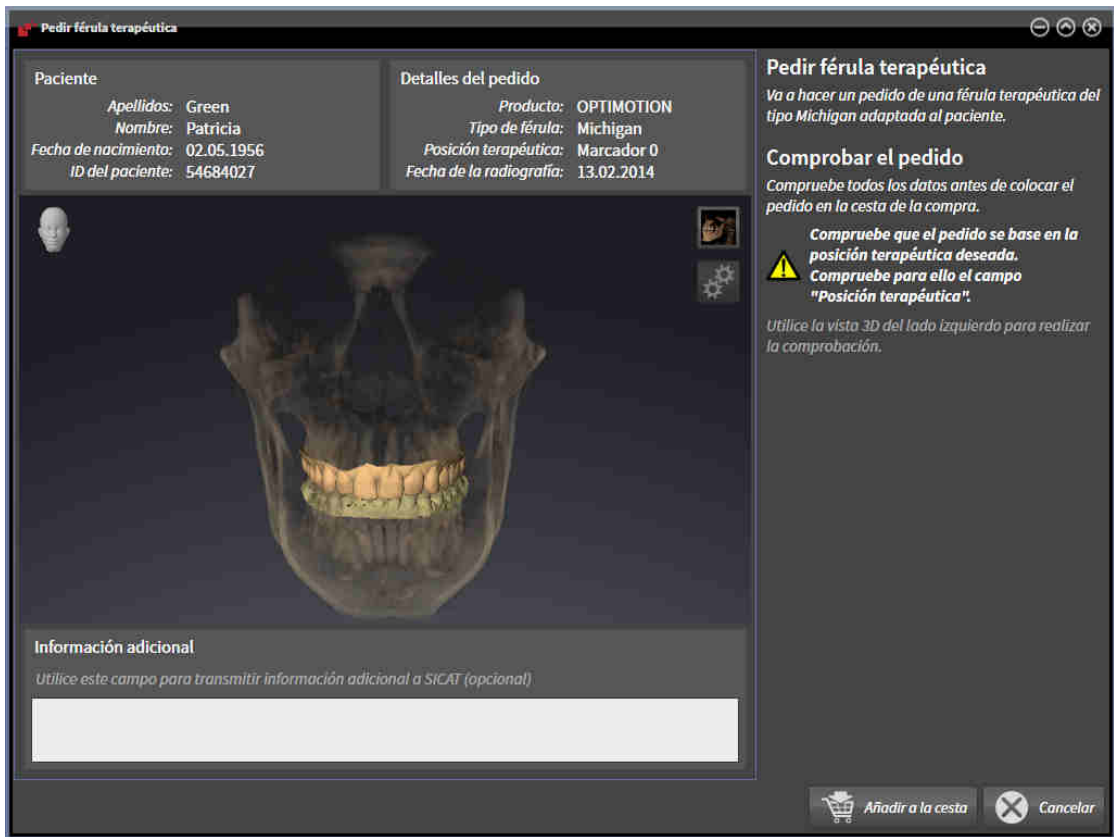 Pedir férula terapéutica
Paciente
Apellidos: Green
Nombre: Patricia
Fecha de nacimiento: 02.05.1956
ID del paciente: 54684027
Detalles del pedido
Producto: OPTIMOTION
Tipo de férula: Michigan
Posición terapéutica: Marcador 0
Fecha de la radiografía: 13.02.2014
Información adicional
Utilice este campo para transmitir información adicional a SICAT (opcional)
Pedir férula terapéutica
Va a hacer un pedido de una férula terapéutica del
tipo Michigan adaptada al paciente.
Comprobar el pedido
Compruebe todos los datos antes de colocar el
pedido en la cesta de la compra.
Compruebe que el pedido se base en la
posición terapéutica deseada.
Compruebe para ello el campo
"Posición terapéutica".
Utilice la vista 3D del lado izquierdo para realizar
la comprobación.
Añadir a la cesta
Cancelar